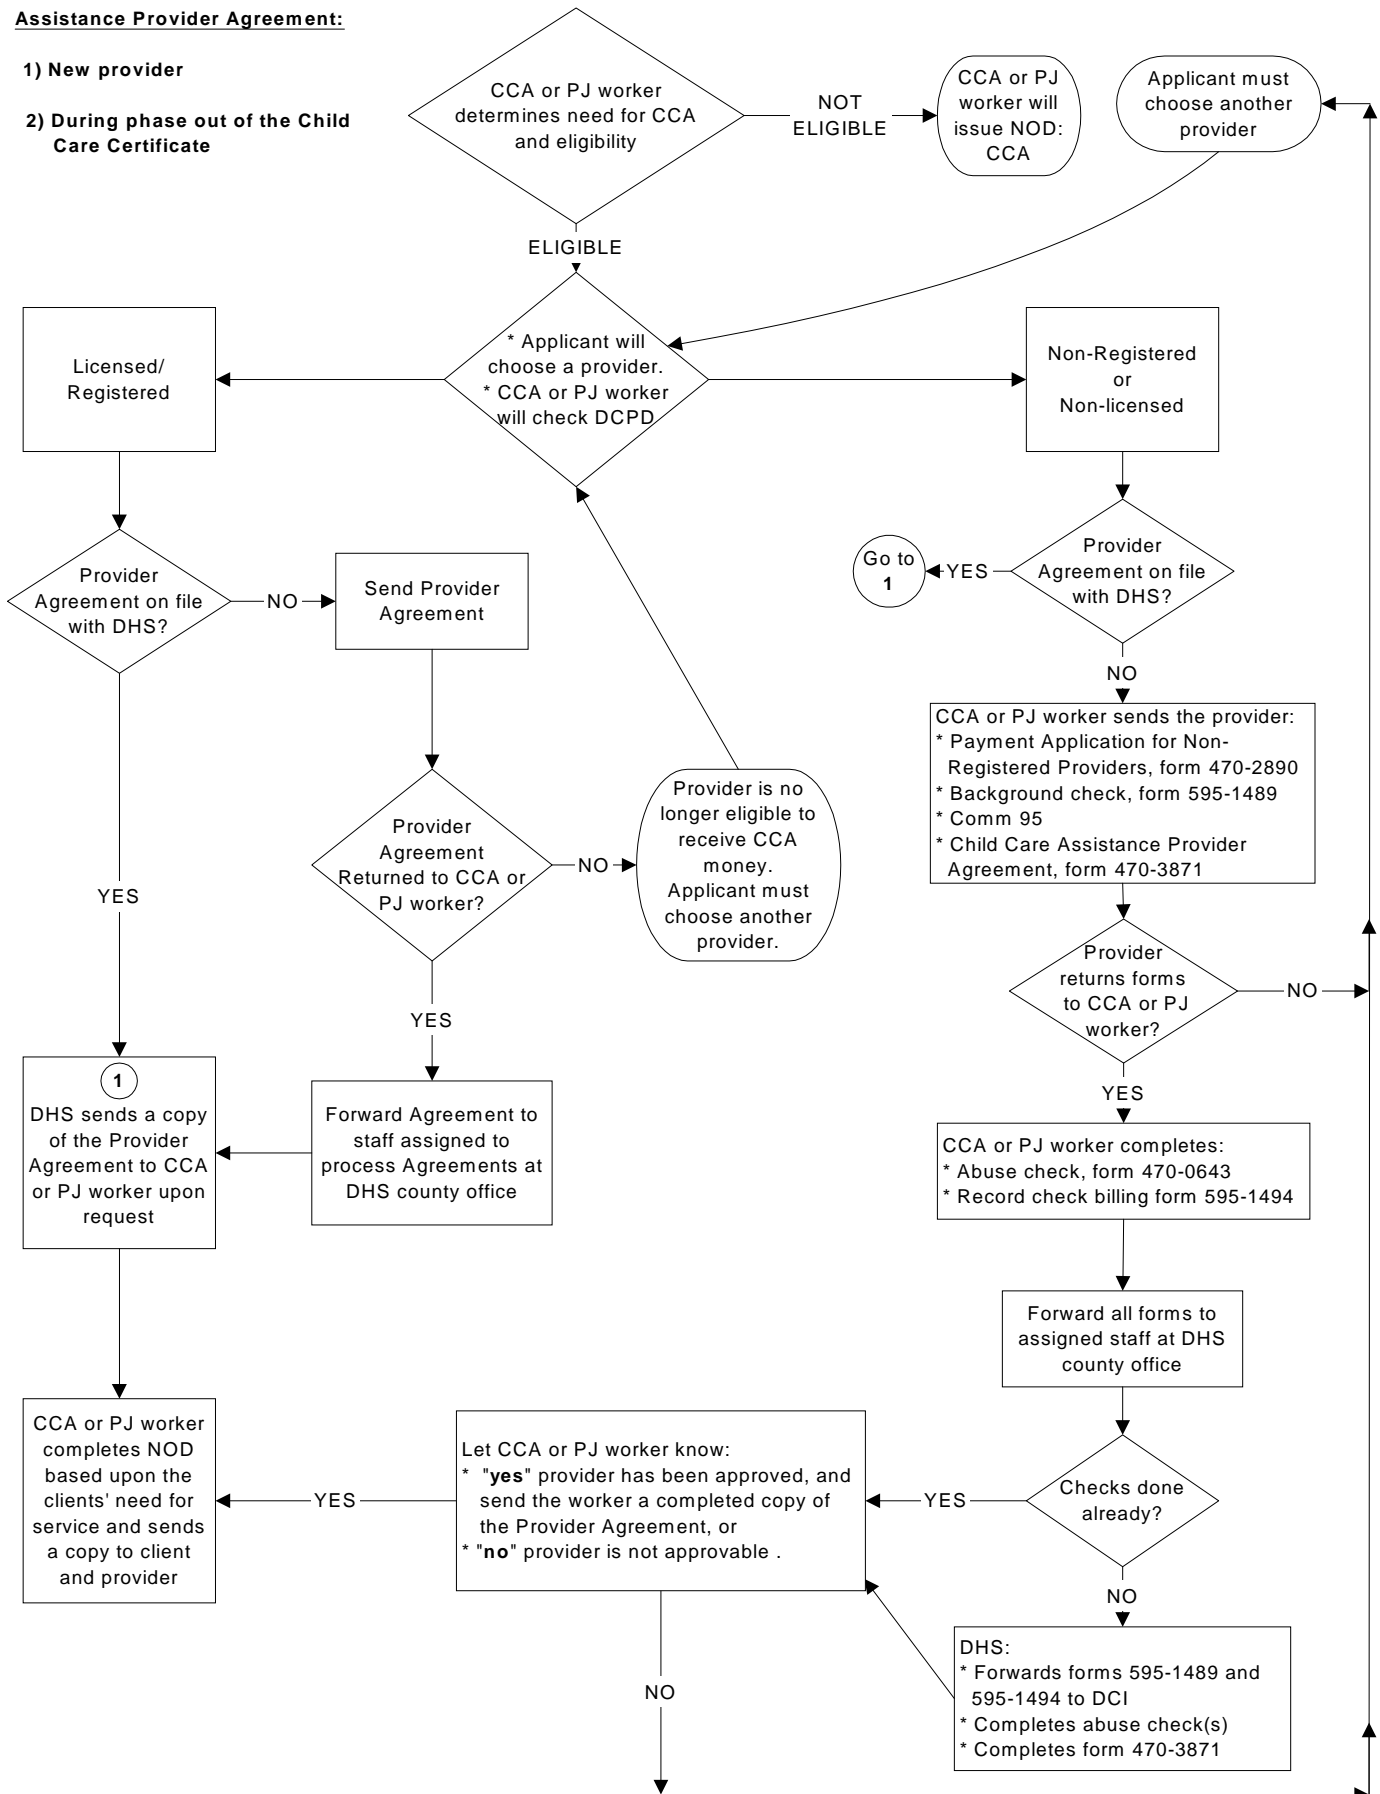 Assistance Provider Agreement:
1) New provider
2) During phase out of the Child
Care Certificate
CCA or PJ worker
determines need for CCA
and eligibility
NOT
ELIGIBLE
CCA or PJ
worker will
issue NOD:
CCA
Applicant must
choose another
provider
ELIGIBLE
* Applicant will
choose a provider.
* CCA or PJ worker
will check DCPD
Licensed/
Registered
Non-Registered
or
Non-licensed
Provider
Agreement on file
with DHS?
NO
Send Provider
Agreement
Go to
1
YES
Provider
Agreement on file
with DHS?
NO
CCA or PJ worker sends the provider:
* Payment Application for Non-
Registered Providers, form 470-2890
* Background check, form 595-1489
* Comm 95
* Child Care Assistance Provider
Agreement, form 470-3871
YES
Provider
Agreement
Returned to CCA or
PJ worker?
NO
Provider is no
longer eligible to
receive CCA
money.
Applicant must
choose another
provider.
Provider
returns forms
to CCA or PJ
worker?
NO
YES
YES
1
DHS sends a copy
of the Provider
Agreement to CCA
or PJ worker upon
request
Forward Agreement to
staff assigned to
process Agreements at
DHS county office
CCA or PJ worker completes:
* Abuse check, form 470-0643
* Record check billing form 595-1494
Forward all forms to
assigned staff at DHS
county office
CCA or PJ worker
completes NOD
based upon the
clients' need for
service and sends
a copy to client
and provider
YES
Let CCA or PJ worker know:
* "yes" provider has been approved, and
send the worker a completed copy of
the Provider Agreement, or
* "no" provider is not approvable .
YES
Checks done
already?
NO
NO
DHS:
* Forwards forms 595-1489 and
595-1494 to DCI
* Completes abuse check(s)
* Completes form 470-3871